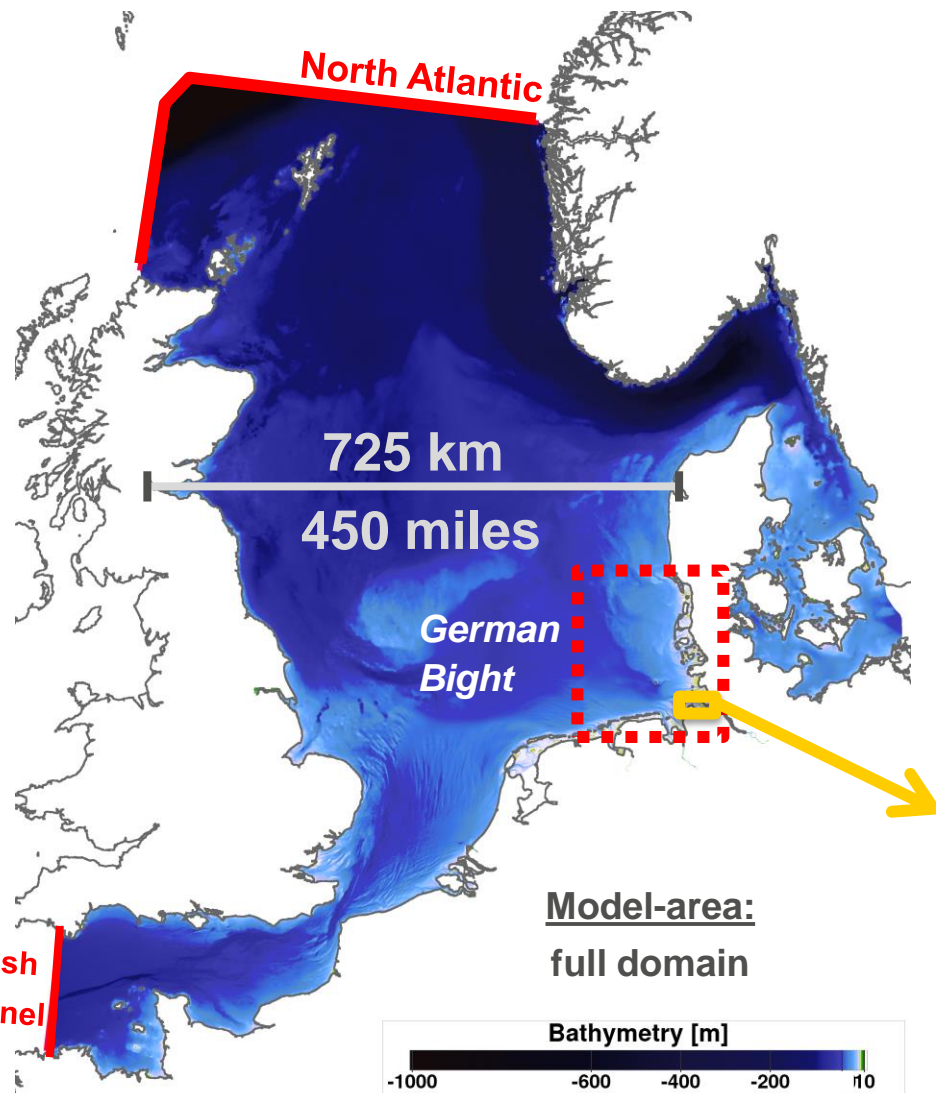 North Atlantic
725 km
450 miles
German
Bight
Model-area:
full domain
sh
nel
Bathymetry [m]
-1000 -600 -400 -200 10